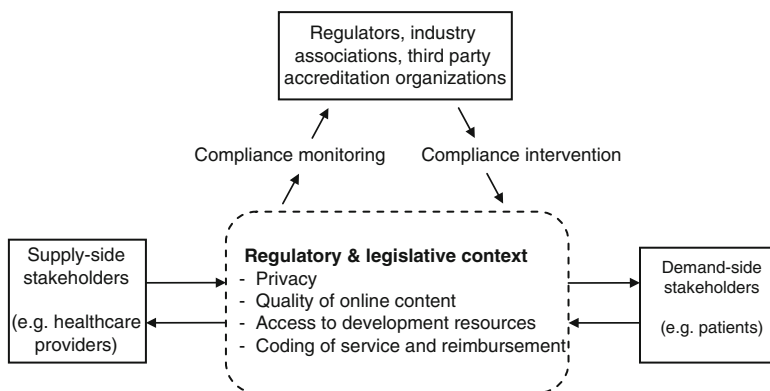 Regulators, industry
associations, third party
accreditation organizations
Compliance monitoring
Compliance intervention
Supply-side
stakeholders
(e.g. healthcare
providers)
Regulatory & legislative context
- Privacy
- Quality of online content
- Access to development resources
- Coding of service and reimbursement
Demand-side
stakeholders
(e.g. patients)